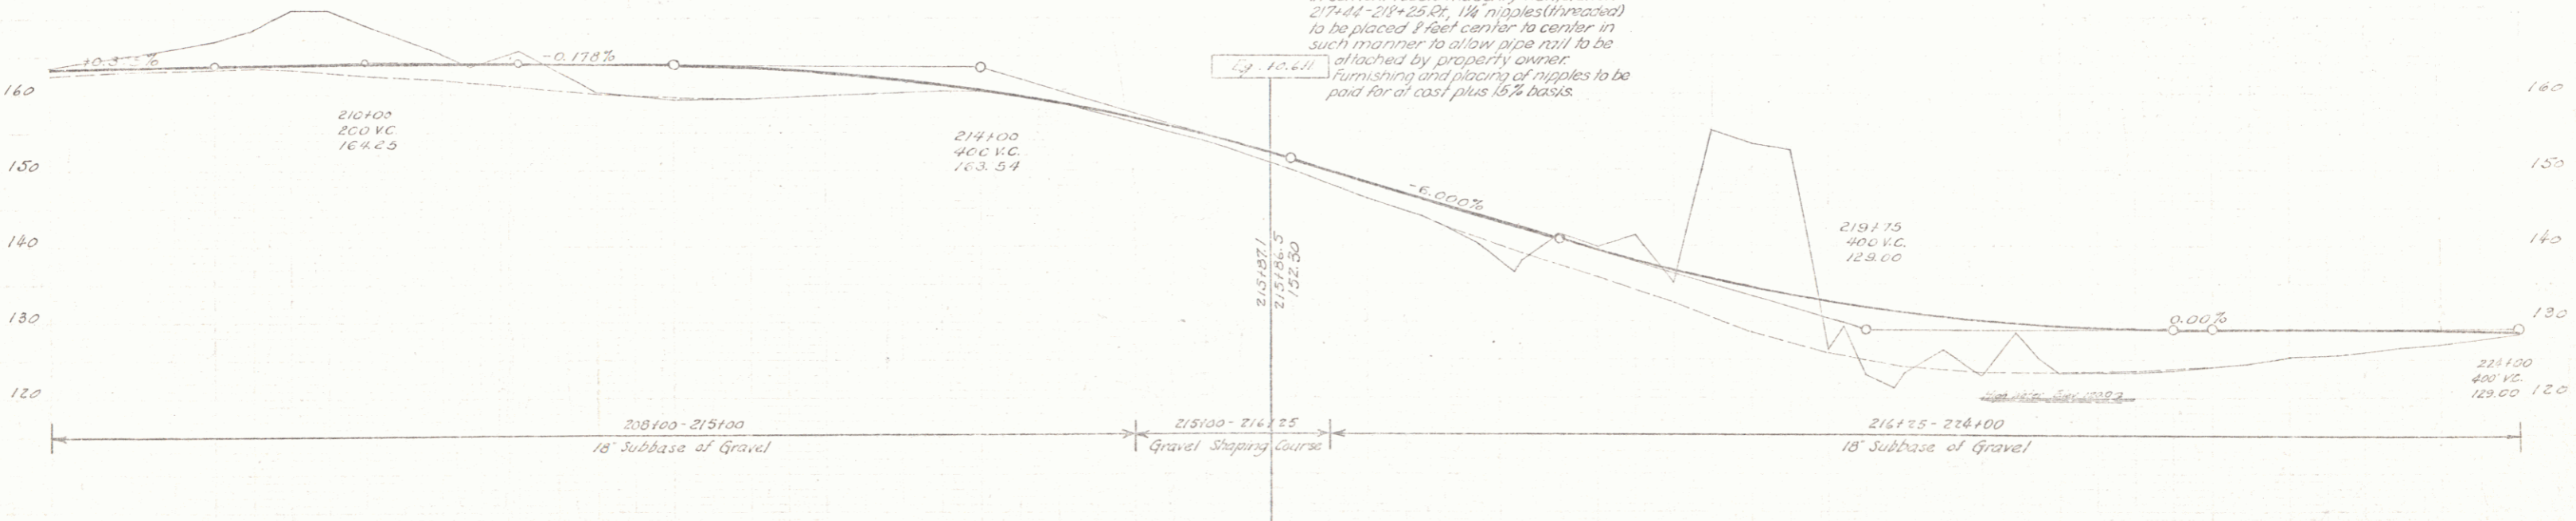 217+44-218+25 Rt., 1¼" nipples (threaded)
to be placed 8 feet center to center in
such manner to allow pipe rail to be
attached by property owner.
Furnishing and placing of nipples to be
paid for at cost plus 15% basis.
-0.178%
160
160
210+00
200 V.C.
164.25
214+00
400 V.C.
163.54
150
150
-6.000%
140
140
215+87.1
215+86.5
152.30
219+75
400 V.C.
129.00
130
130
0.00%
120
120
224+00
400' V.C.
129.00
208+00-215+00
18" Subbase of Gravel
215+00-216+25
Gravel Shaping Course
216+25-224+00
18" Subbase of Gravel